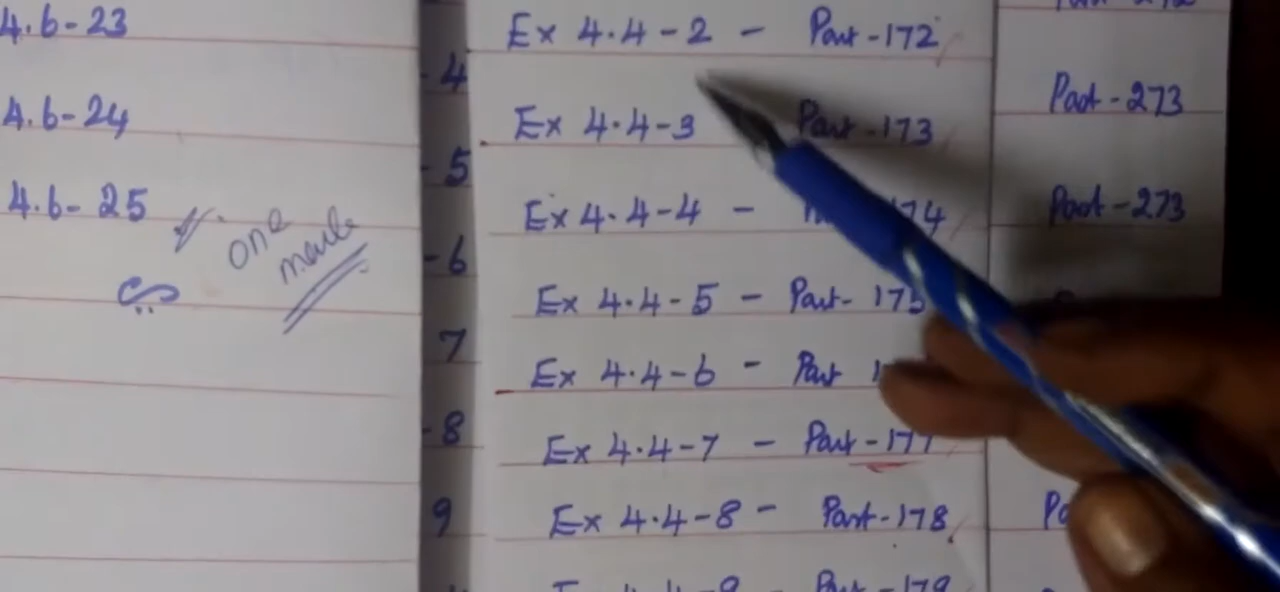 4.6-23
4.6-24
4.6-25
one
mark
-4
-5
-6
7
-8
9
Ex 4.4-2 - Part-172
Ex 4.4-3 Part-173
Ex 4.4-4 - 174
Ex 4.4-5 - Part-175
Ex 4.4-6 - Part
Ex 4.4-7 - Part-177
Ex 4.4-8 - Part-178
Part-179
Part-273
Part-273